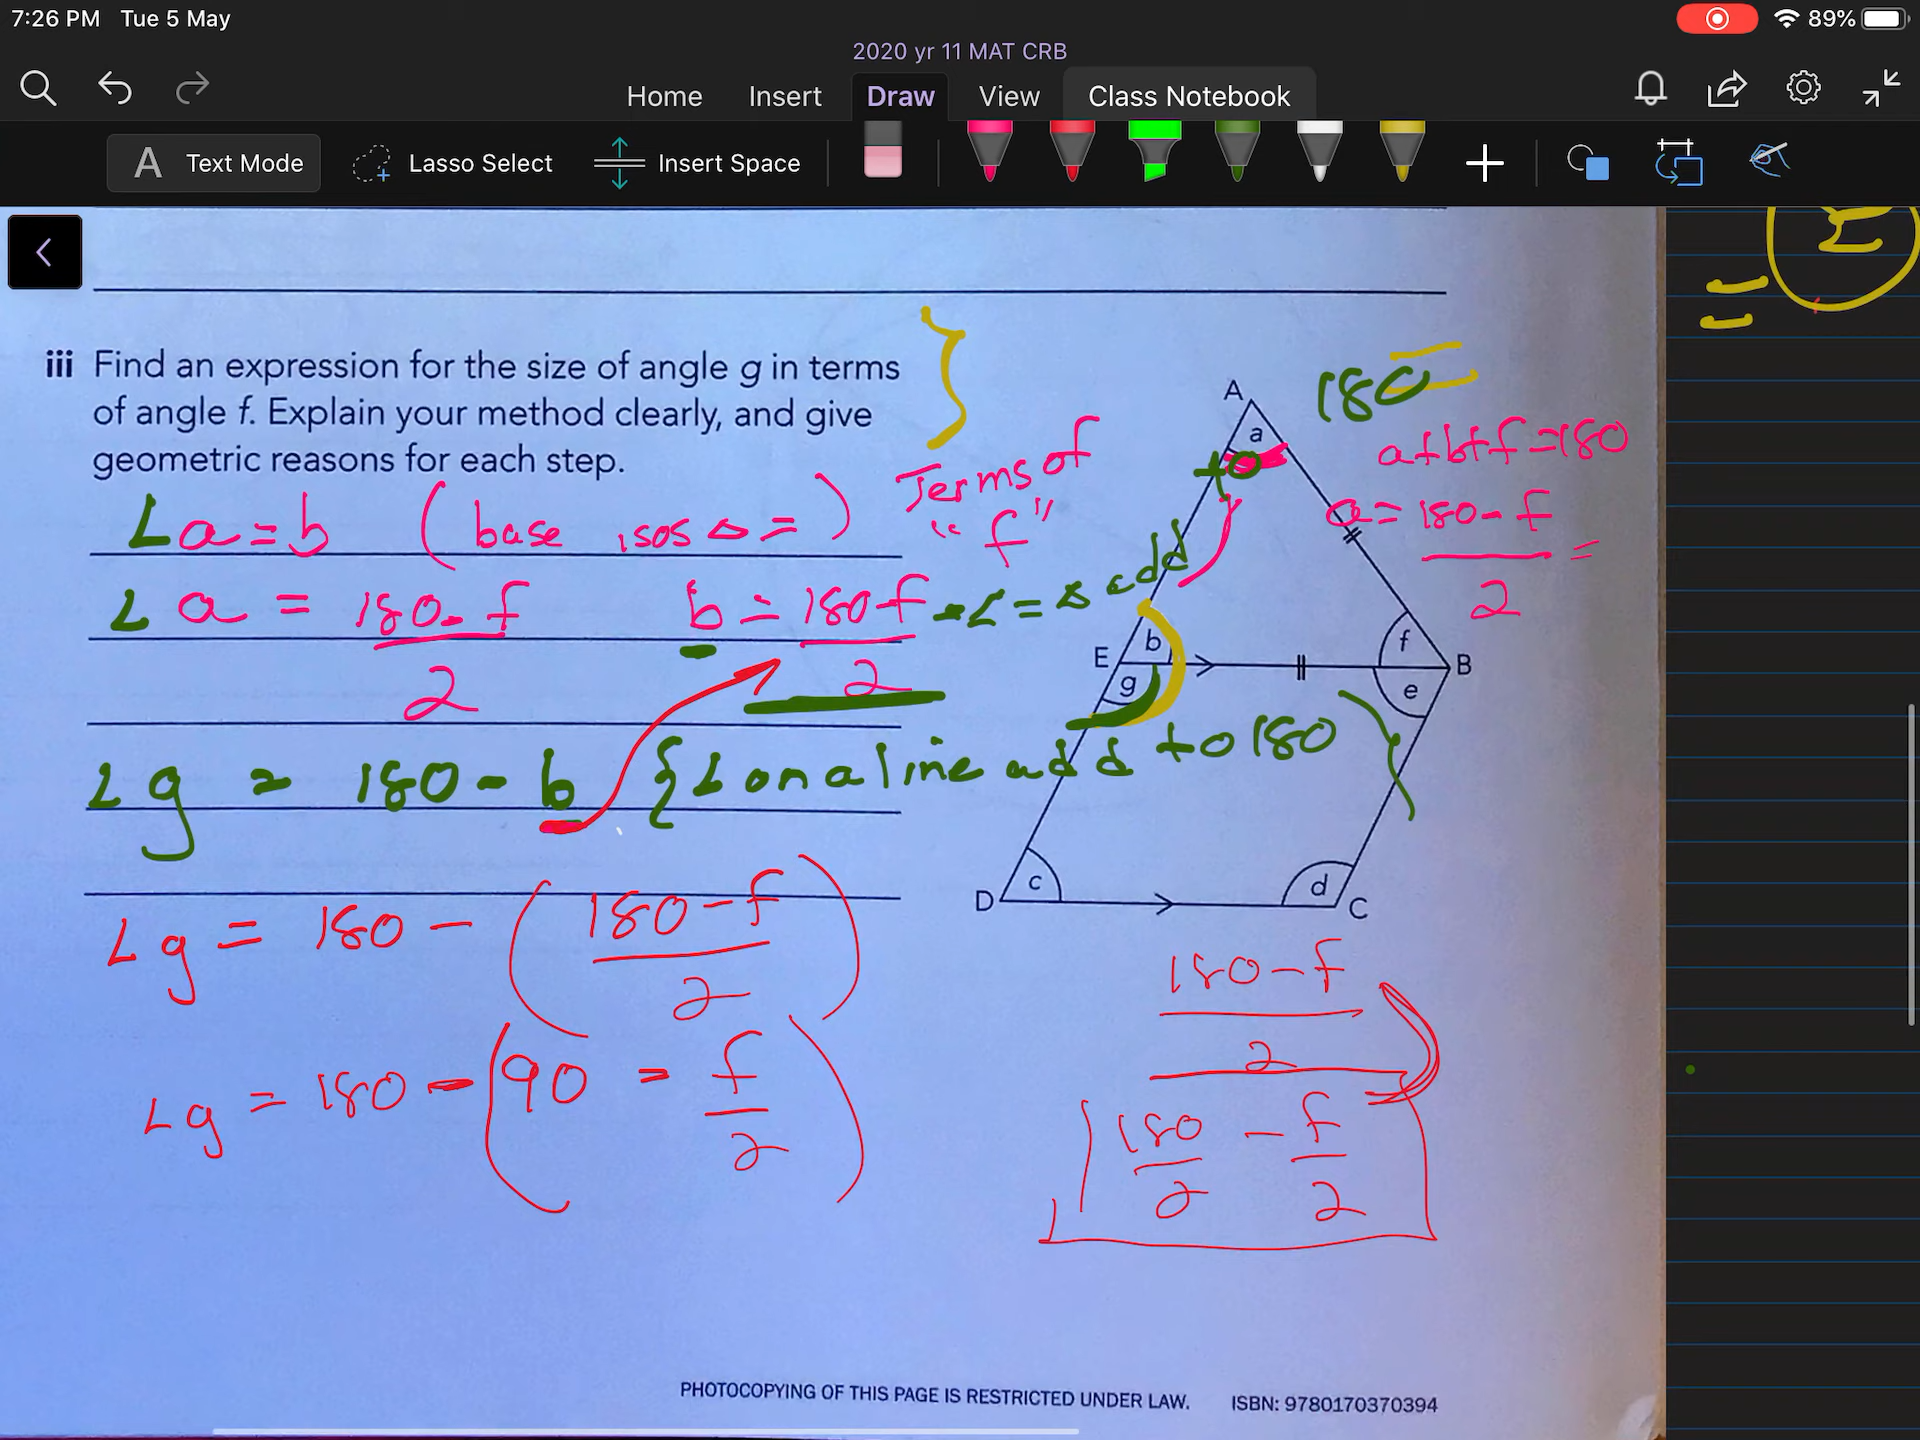 7:26 PM Tue 5 May
89%
2020 yr 11 MAT CRB
Home Insert Draw View Class Notebook
A Text Mode Lasso Select Insert Space
iii Find an expression for the size of angle g in terms
of angle f. Explain your method clearly, and give
geometric reasons for each step.
Terms of
"f"
180
a+b+f=180
a = 180-f =
2
∠a=b (base isos △ =)
∠a = 180-f
2
b = 180-f
2
∠ = △ add
to
∠g = 180-b {∠ on a line add to 180
∠g = 180 - (180-f
2)
∠g = 180 - (90 = f
2)
A
a
E b f B
g e
D c d C
180-f
2
180 - f
2 2
PHOTOCOPYING OF THIS PAGE IS RESTRICTED UNDER LAW. ISBN: 9780170370394